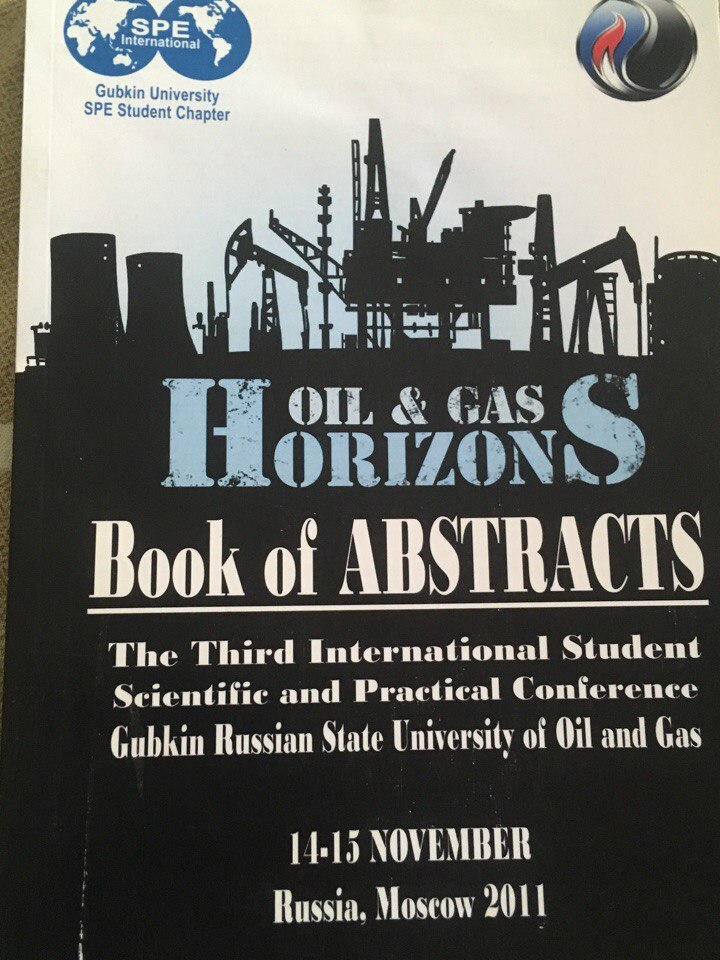 SPE
International
Gubkin University
SPE Student Chapter
OIL & GAS
HORIZONS
Book of ABSTRACTS
The Third International Student
Scientific and Practical Conference
Gubkin Russian State University of Oil and Gas
14-15 NOVEMBER
Russia, Moscow 2011